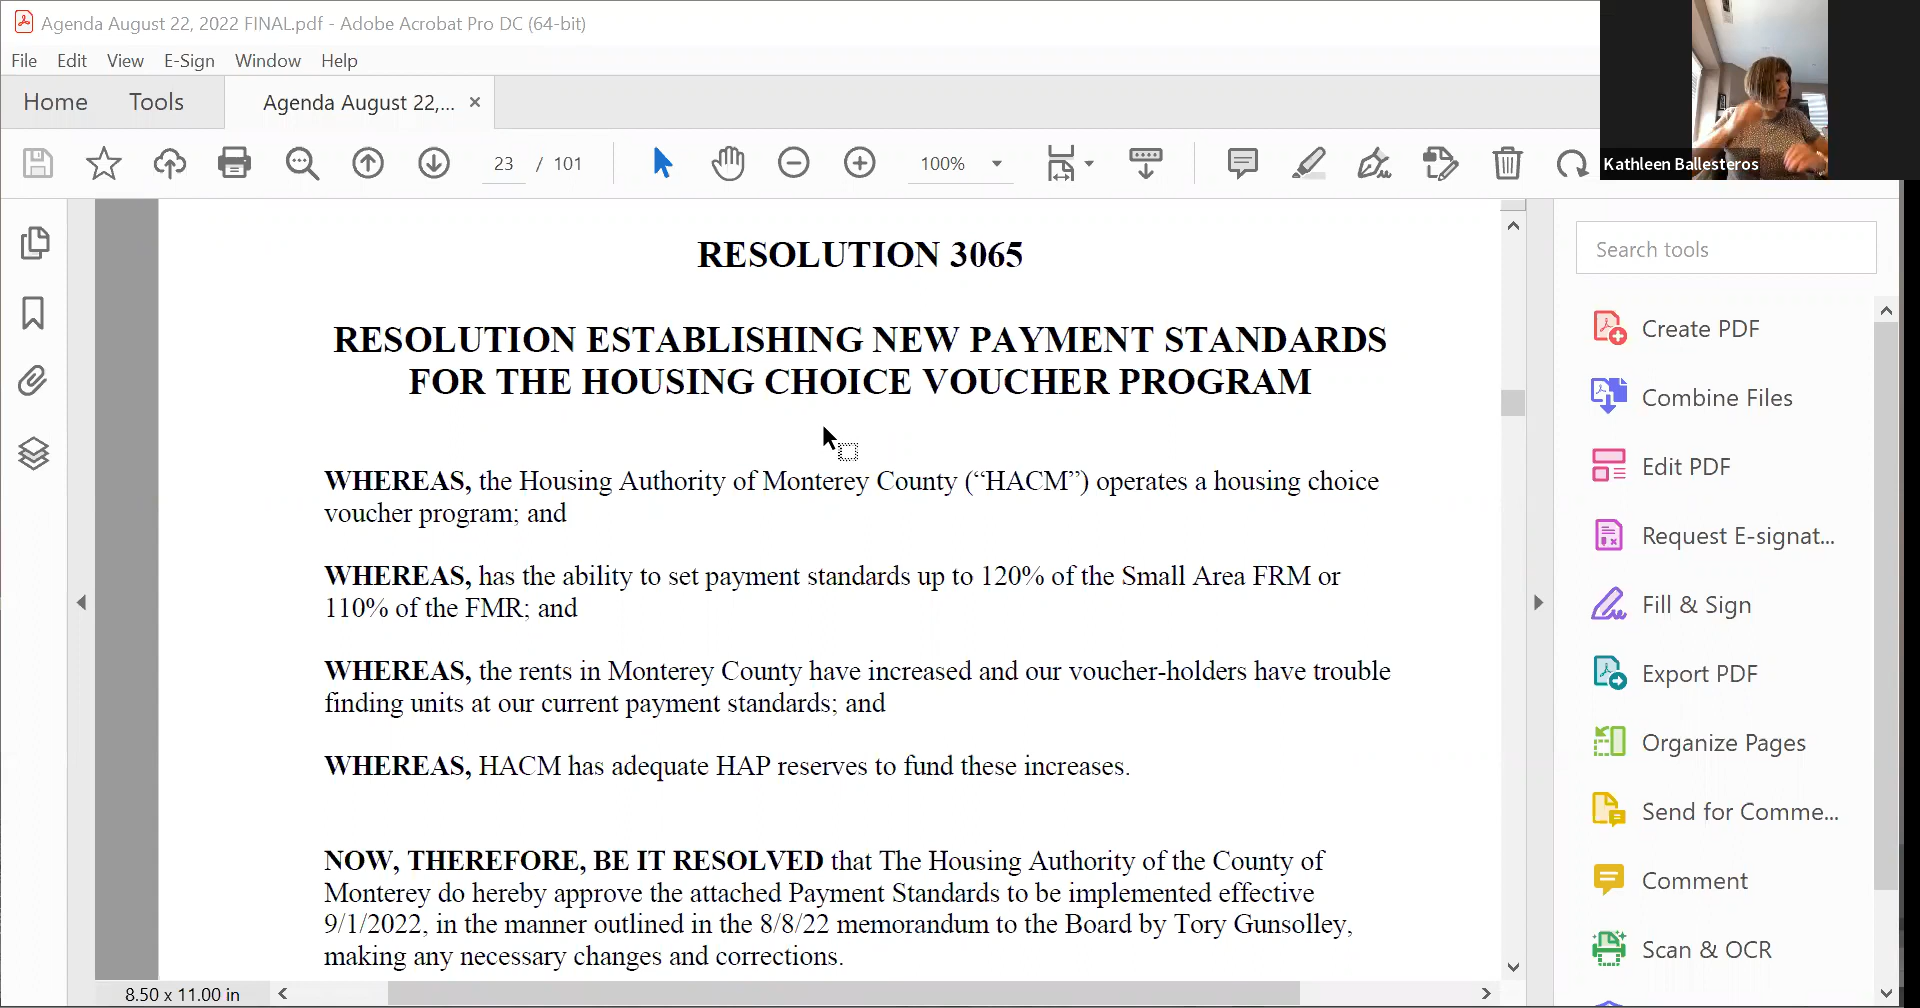 Agenda August 22, 2022 FINAL.pdf - Adobe Acrobat Pro DC (64-bit)
File Edit View E-Sign Window Help
Home Tools Agenda August 22,... ×
23 / 101 100%
Kathleen Ballesteros
RESOLUTION 3065
RESOLUTION ESTABLISHING NEW PAYMENT STANDARDS
FOR THE HOUSING CHOICE VOUCHER PROGRAM
WHEREAS, the Housing Authority of Monterey County (“HACM”) operates a housing choice
voucher program; and
WHEREAS, has the ability to set payment standards up to 120% of the Small Area FRM or
110% of the FMR; and
WHEREAS, the rents in Monterey County have increased and our voucher-holders have trouble
finding units at our current payment standards; and
WHEREAS, HACM has adequate HAP reserves to fund these increases.
NOW, THEREFORE, BE IT RESOLVED that The Housing Authority of the County of
Monterey do hereby approve the attached Payment Standards to be implemented effective
9/1/2022, in the manner outlined in the 8/8/22 memorandum to the Board by Tory Gunsolley,
making any necessary changes and corrections.
8.50 x 11.00 in
Search tools
Create PDF
Combine Files
Edit PDF
Request E-signat...
Fill & Sign
Export PDF
Organize Pages
Send for Comme...
Comment
Scan & OCR